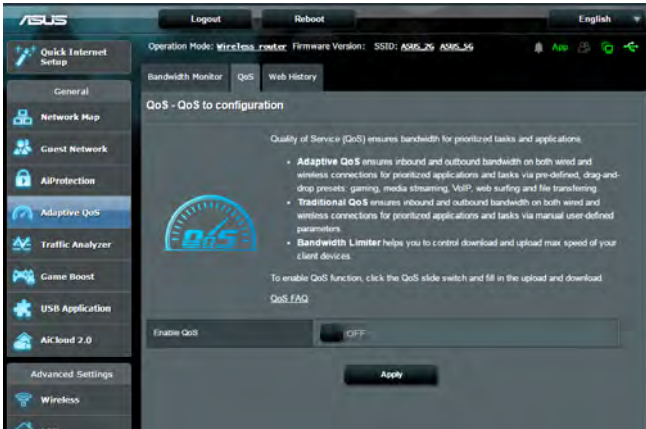 ASUS
Logout
Reboot
English
Quick Internet Setup
Operation Mode: Wireless router Firmware Version: SSID: ASUS_2G ASUS_5G
App
General
Network Map
Guest Network
AiProtection
Adaptive QoS
Traffic Analyzer
Game Boost
USB Application
AiCloud 2.0
Advanced Settings
Wireless
Bandwidth Monitor
QoS
Web History
QoS - QoS to configuration
Quality of Service (QoS) ensures bandwidth for prioritized tasks and applications.
• Adaptive QoS ensures inbound and outbound bandwidth on both wired and
wireless connections for prioritized applications and tasks via pre-defined, drag-and-
drop presets: gaming, media streaming, VoIP, web surfing and file transferring.
• Traditional QoS ensures inbound and outbound bandwidth on both wired and
wireless connections for prioritized applications and tasks via manual user-defined
parameters.
• Bandwidth Limiter helps you to control download and upload max speed of your
client devices.
QoS
To enable QoS function, click the QoS slide switch and fill in the upload and download.
QoS FAQ
Enable QoS
OFF
Apply